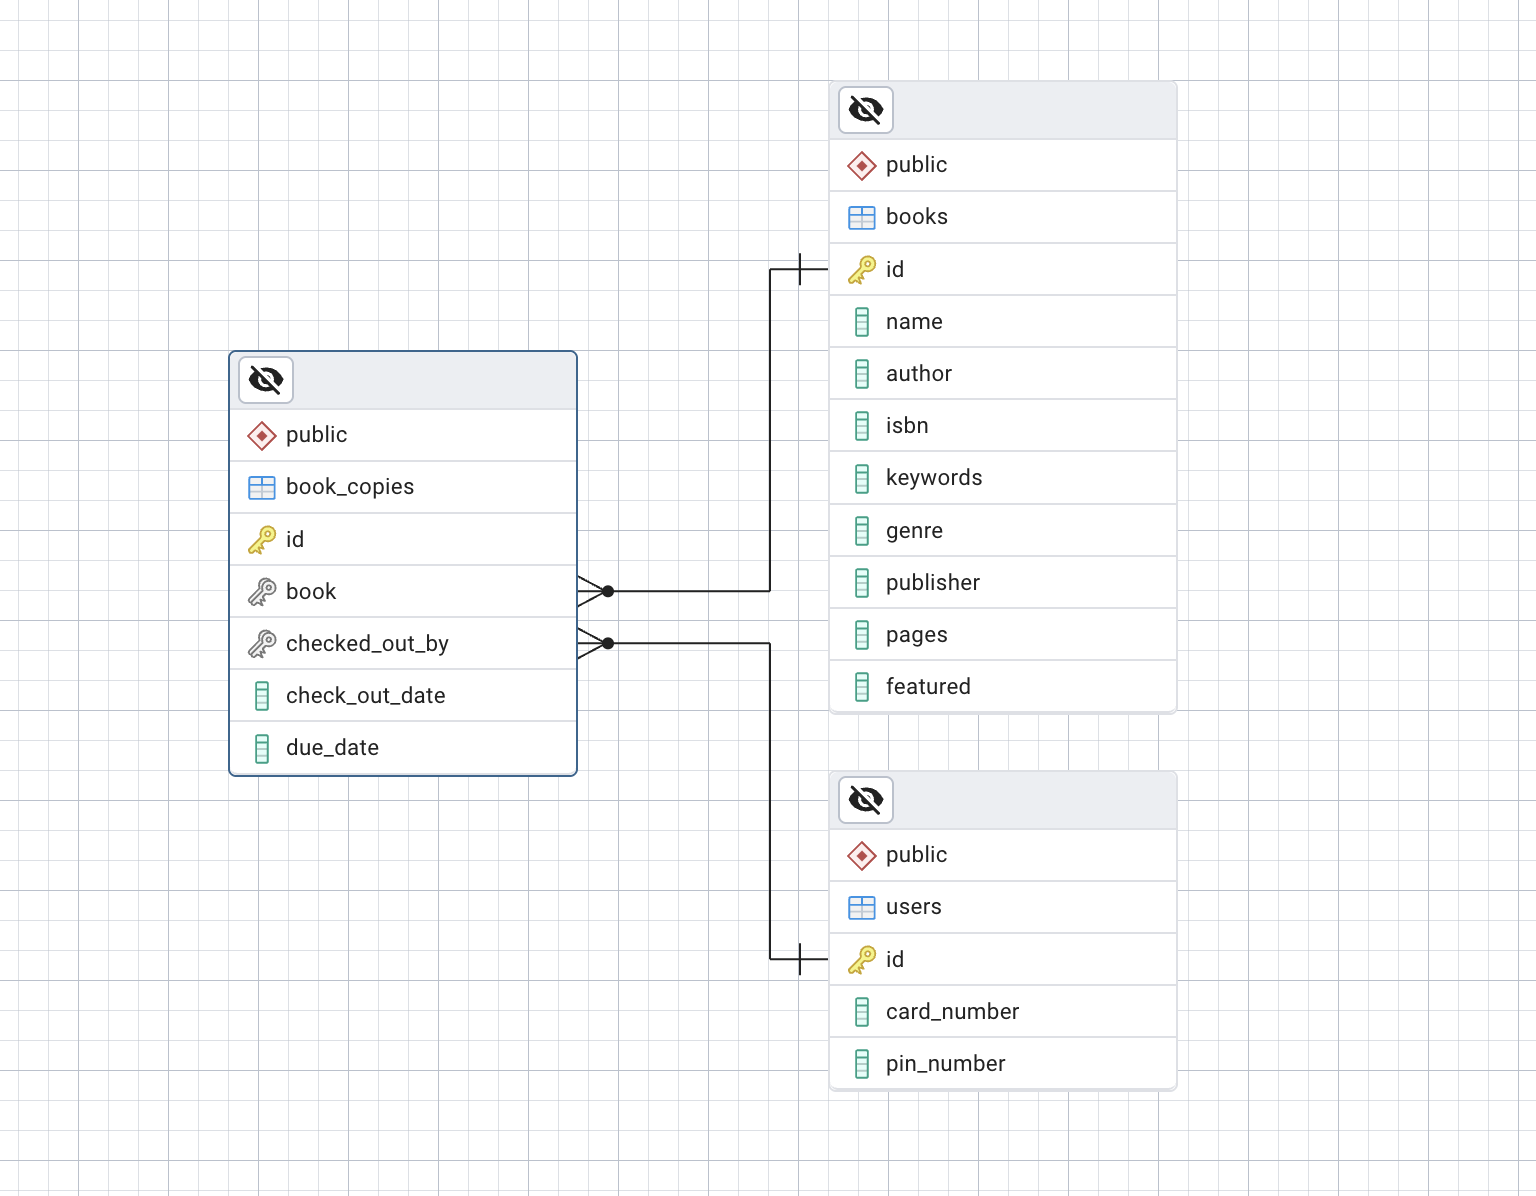 public
book_copies
id
book
checked_out_by
check_out_date
due_date
public
books
id
name
author
isbn
keywords
genre
publisher
pages
featured
public
users
id
card_number
pin_number